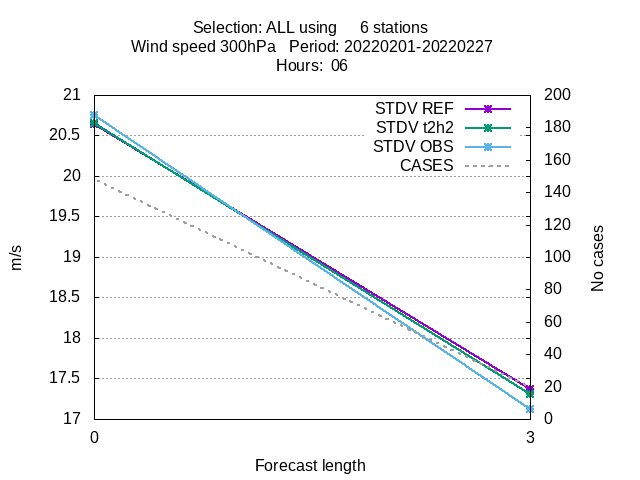 Selection: ALL using 6 stations
Wind speed 300hPa Period: 20220201-20220227
Hours: 06
21
20.5
20
19.5
19
18.5
18
17.5
17
200
180
160
140
120
100
80
60
40
20
0
STDV REF
STDV t2h2
STDV OBS
CASES
m/s
No cases
0
3
Forecast length